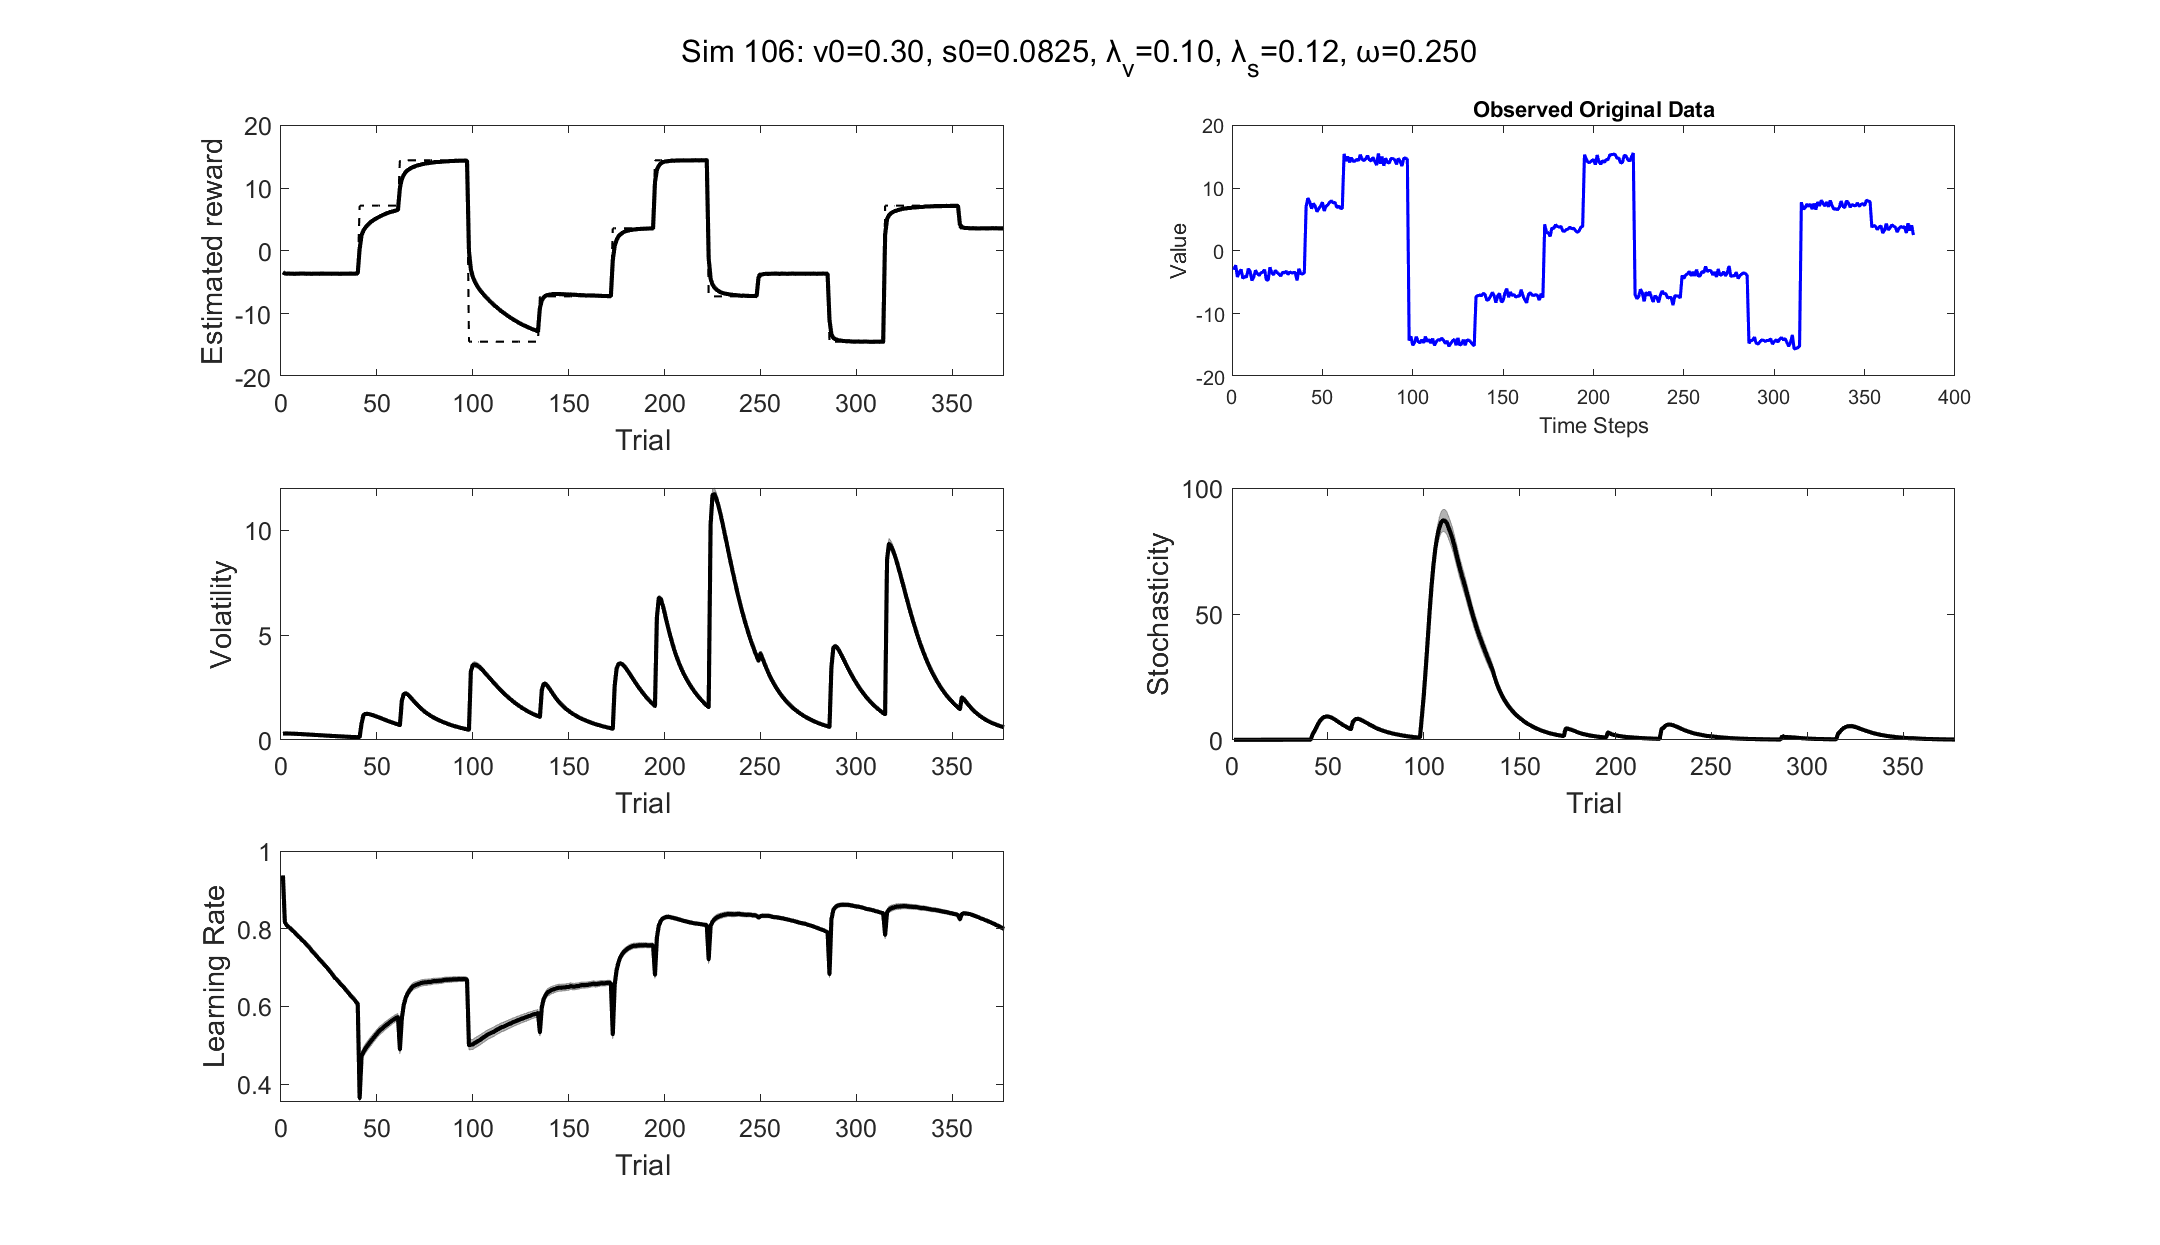 Sim 106: v0=0.30, s0=0.0825, λv=0.10, λs=0.12, ω=0.250
Estimated reward
20
10
0
-10
-20
0 50 100 150 200 250 300 350
Trial
Observed Original Data
Value
20
10
0
-10
-20
0 50 100 150 200 250 300 350 400
Time Steps
Volatility
10
5
0
0 50 100 150 200 250 300 350
Trial
Stochasticity
100
50
0
0 50 100 150 200 250 300 350
Trial
Learning Rate
1
0.8
0.6
0.4
0 50 100 150 200 250 300 350
Trial